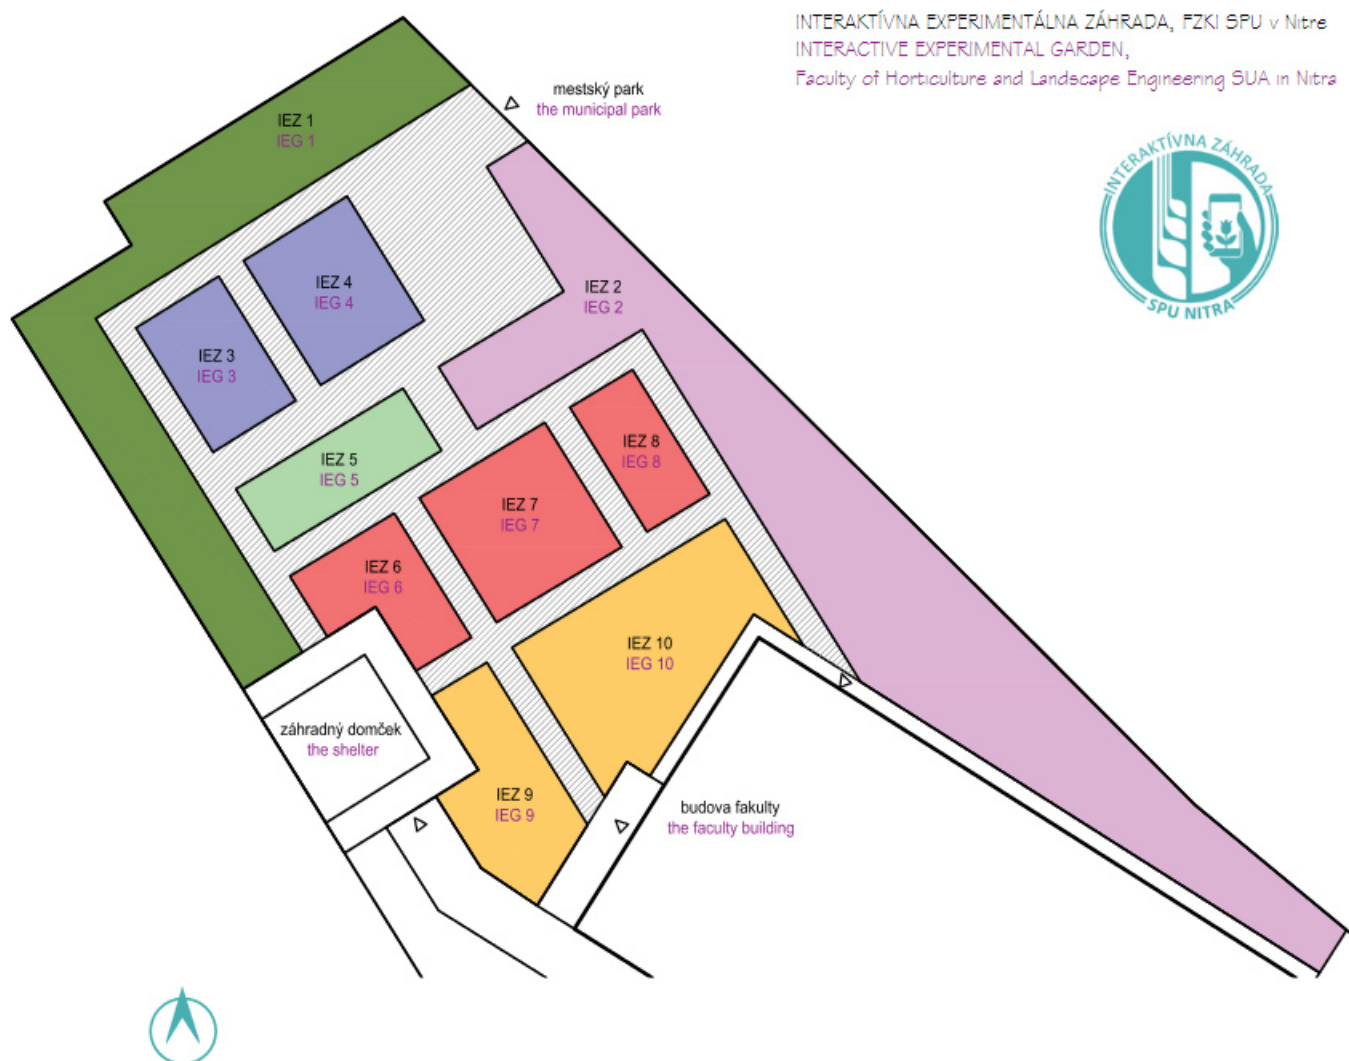 INTERAKTÍVNA EXPERIMENTÁLNA ZÁHRADA, FZKI SPU v Nitre
INTERACTIVE EXPERIMENTAL GARDEN,
Faculty of Horticulture and Landscape Engineering SUA in Nitra
mestský park
the municipal park
IEZ 1
IEG 1
INTERAKTÍVNA ZÁHRADA
SPU NITRA
IEZ 4
IEG 4
IEZ 2
IEG 2
IEZ 3
IEG 3
IEZ 8
IEG 8
IEZ 5
IEG 5
IEZ 7
IEG 7
IEZ 6
IEG 6
IEZ 10
IEG 10
záhradný domček
the shelter
IEZ 9
IEG 9
budova fakulty
the faculty building